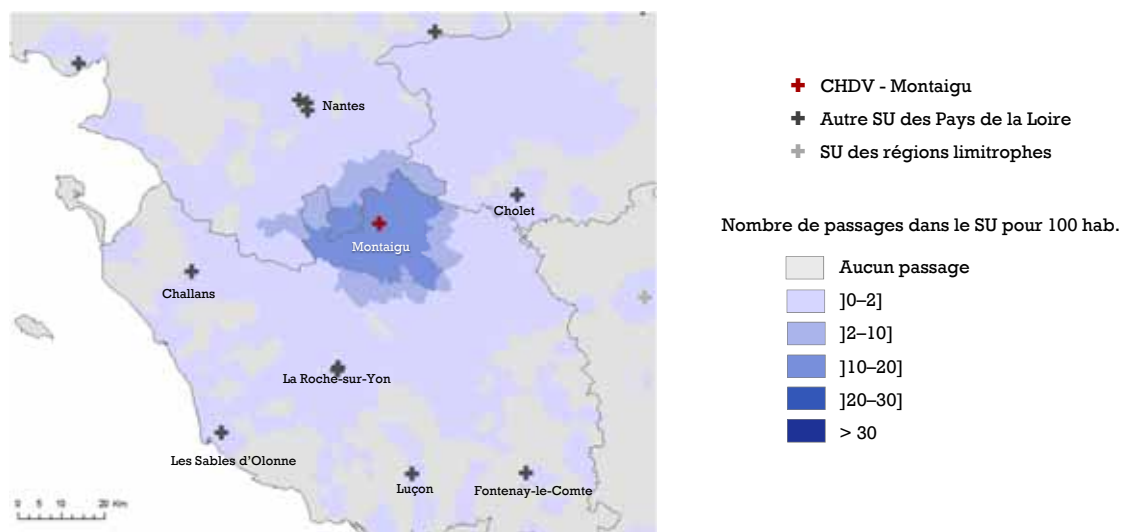 Nantes
Cholet
Montaigu
Challans
La Roche-sur-Yon
Les Sables d'Olonne
Luçon
Fontenay-le-Comte
0 5 10 20 Km
CHDV - Montaigu
Autre SU des Pays de la Loire
SU des régions limitrophes
Nombre de passages dans le SU pour 100 hab.
Aucun passage
]0–2]
]2–10]
]10–20]
]20–30]
> 30